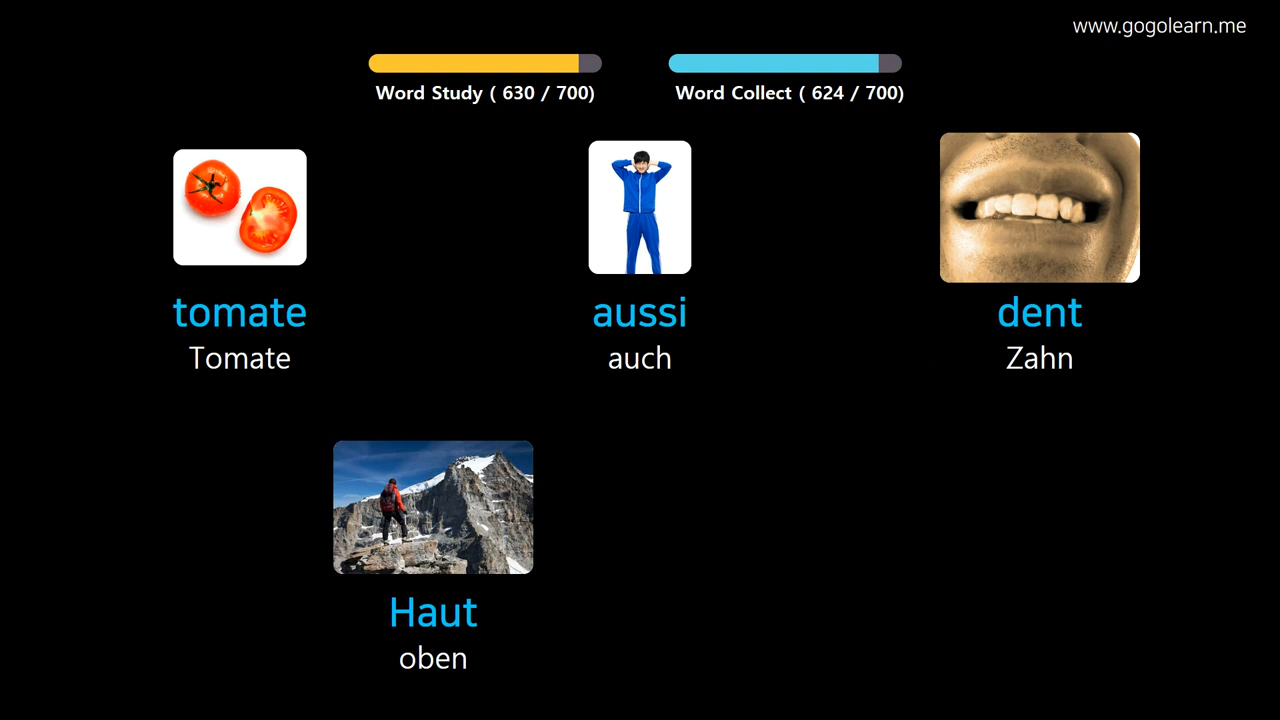 www.gogolearn.me
Word Study ( 630 / 700)
Word Collect ( 624 / 700)
tomate
Tomate
aussi
auch
dent
Zahn
Haut
oben